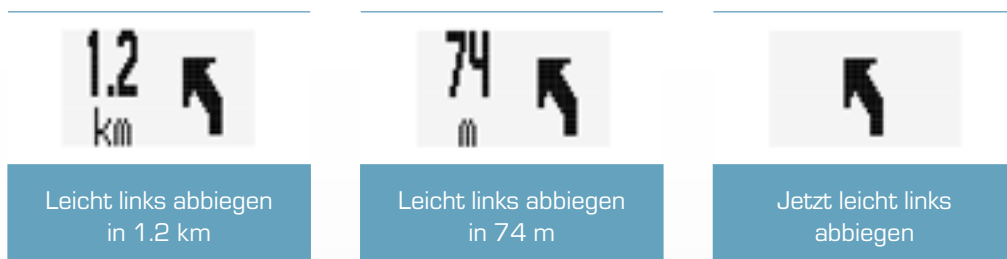 1.2
km
Leicht links abbiegen
in 1.2 km
74
m
Leicht links abbiegen
in 74 m
Jetzt leicht links
abbiegen